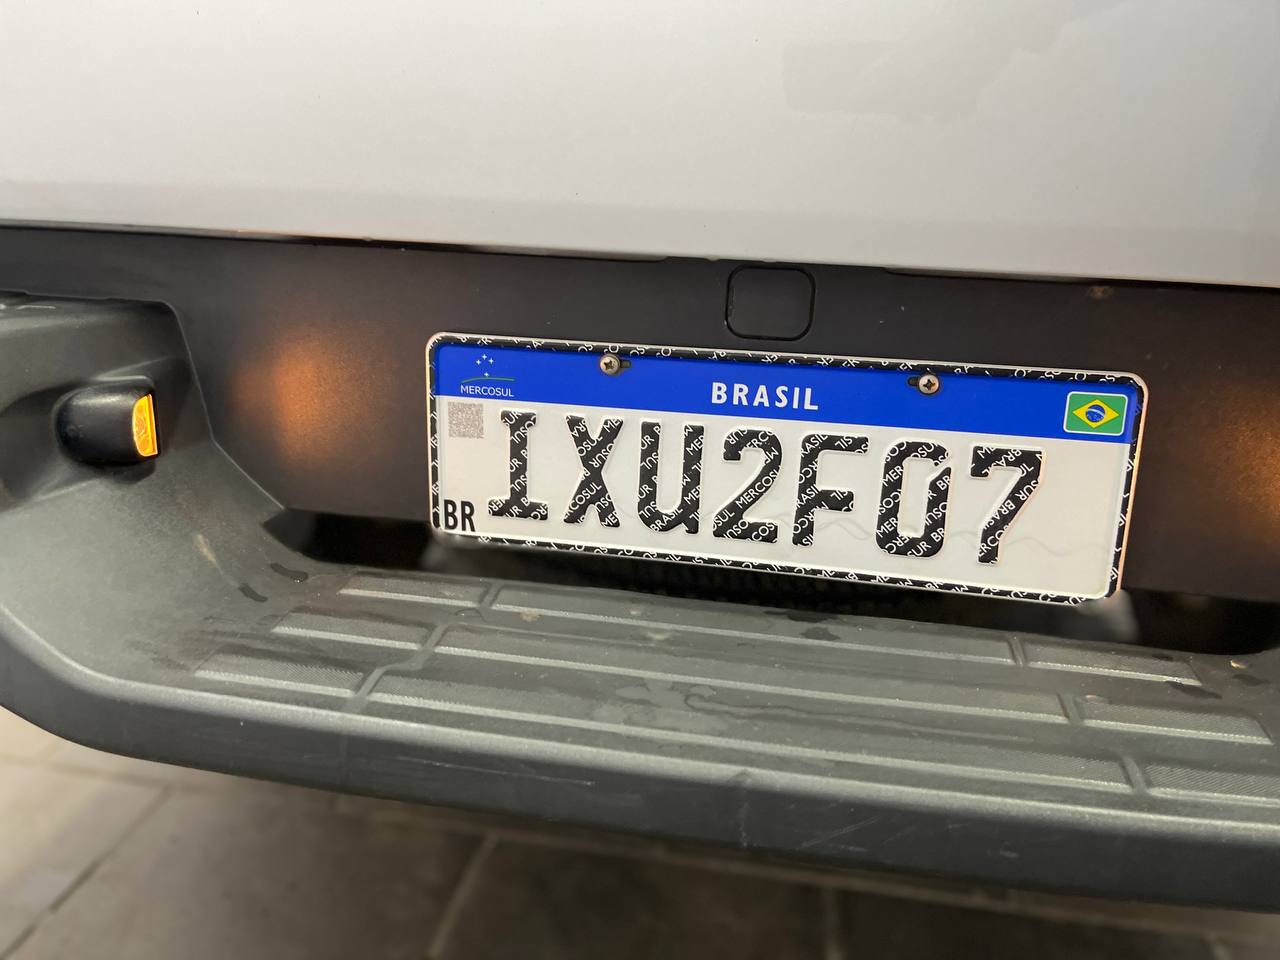 MERCOSUL
BRASIL
BR
IXU2F07